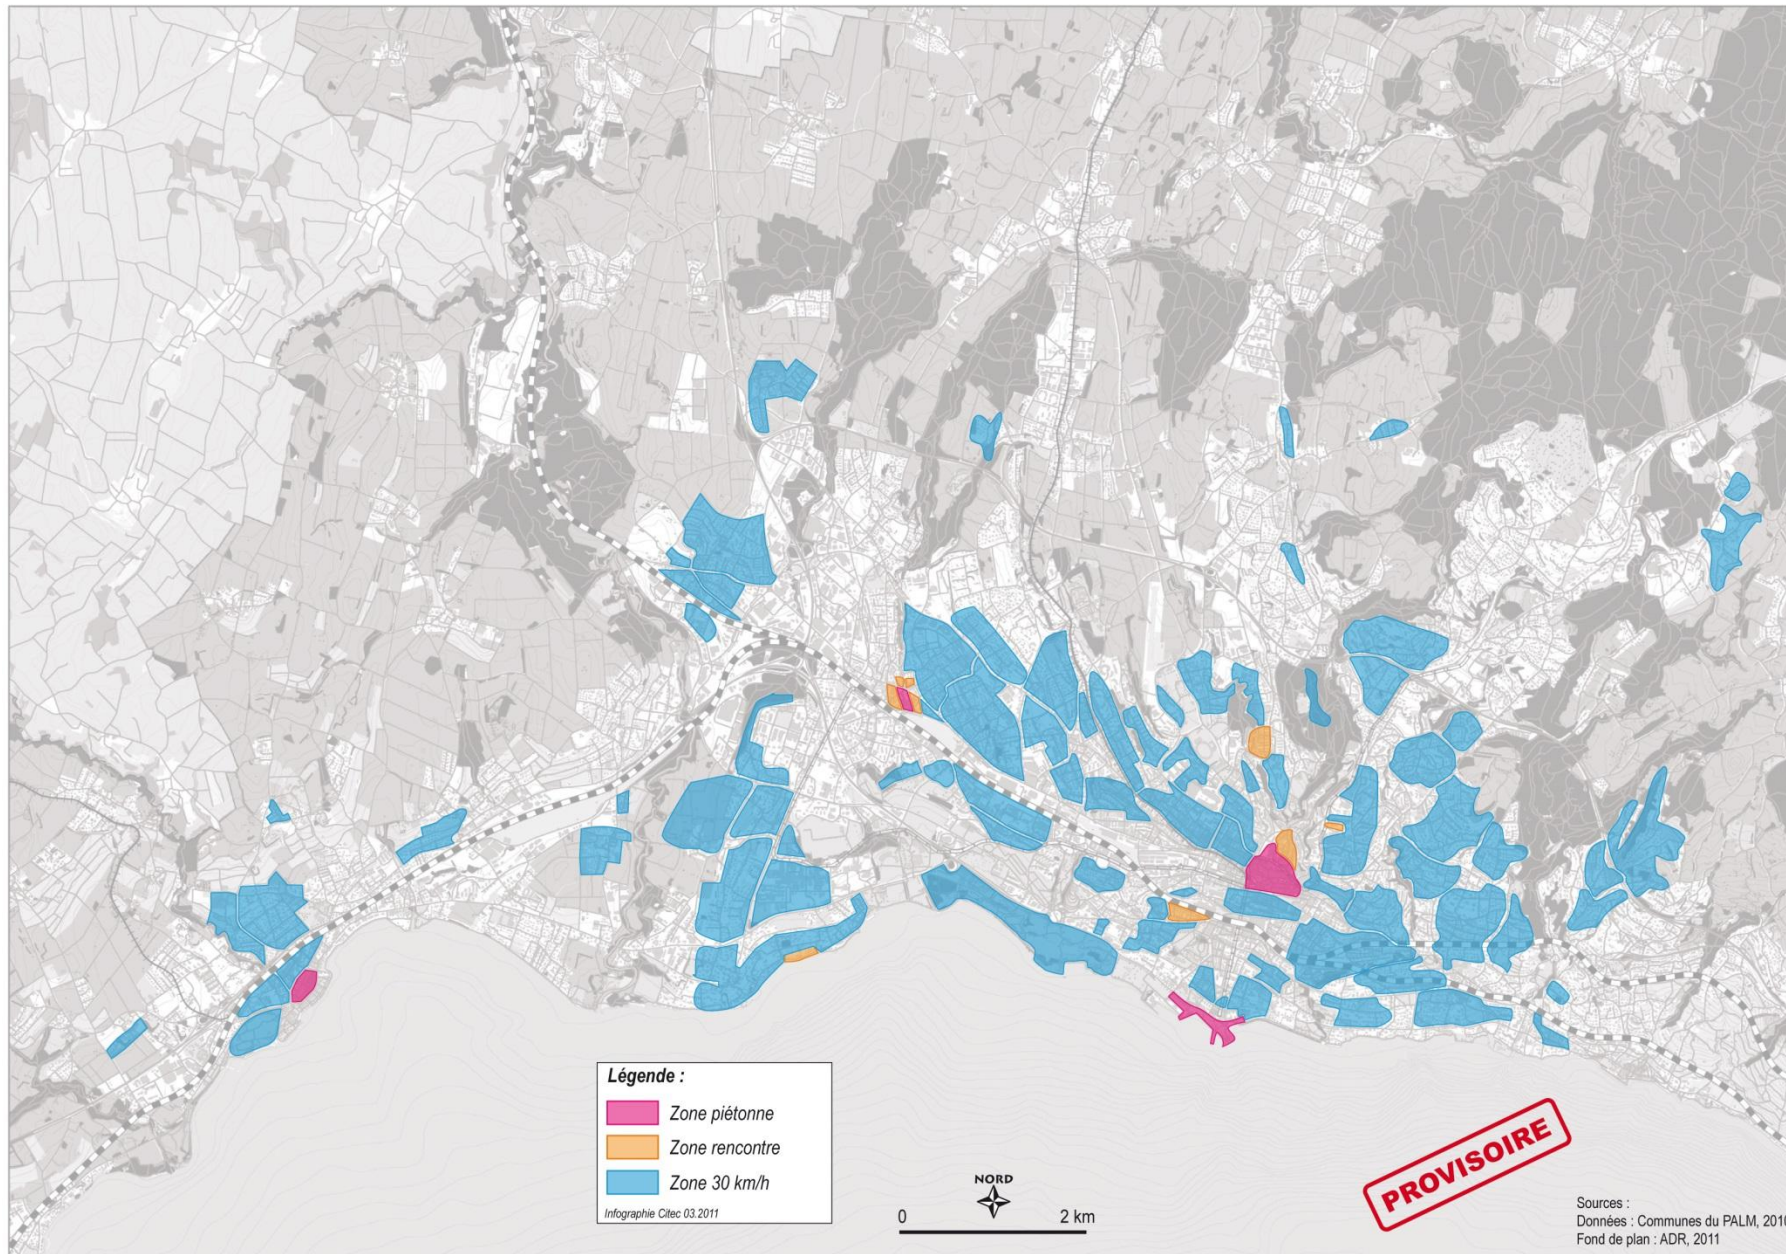 Légende :
Zone piétonne
Zone rencontre
Zone 30 km/h
Infographie Citec 03.2011
NORD
0 2 km
PROVISOIRE
Sources :
Données : Communes du PALM, 2010
Fond de plan : ADR, 2011